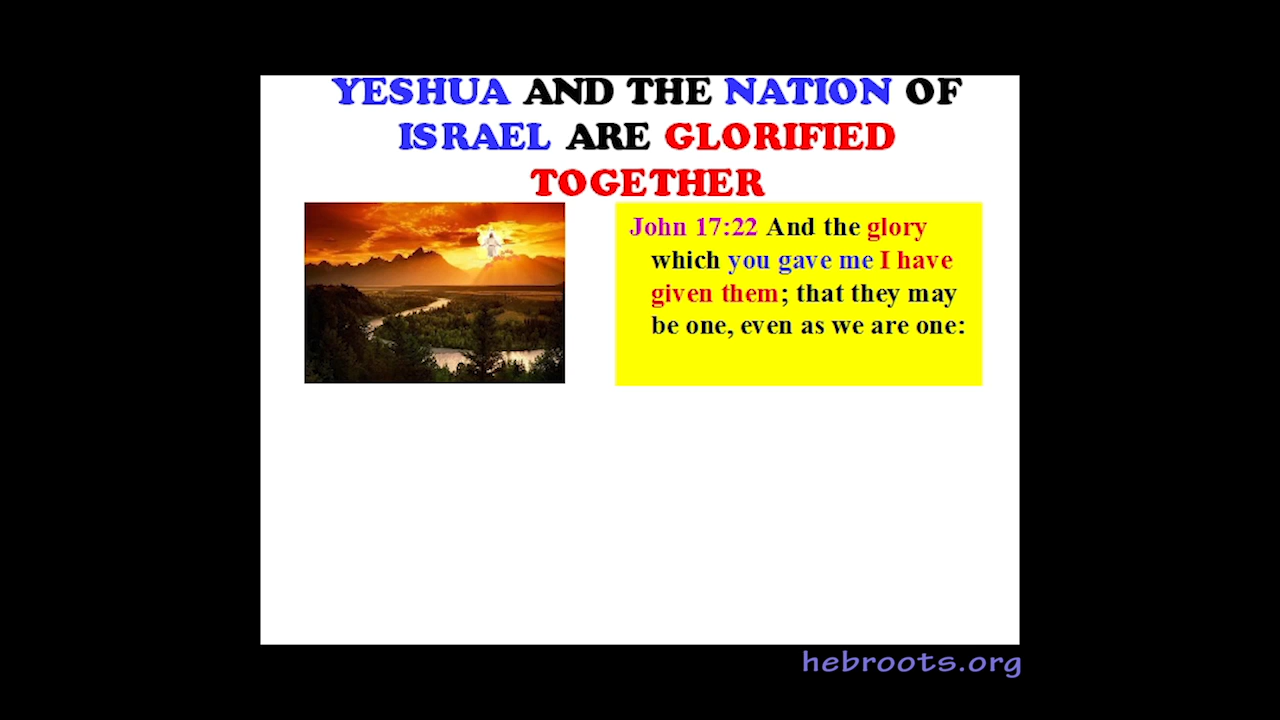 YESHUA AND THE NATION OF
ISRAEL ARE GLORIFIED
TOGETHER
John 17:22 And the glory
which you gave me I have
given them; that they may
be one, even as we are one:
hebroots.org